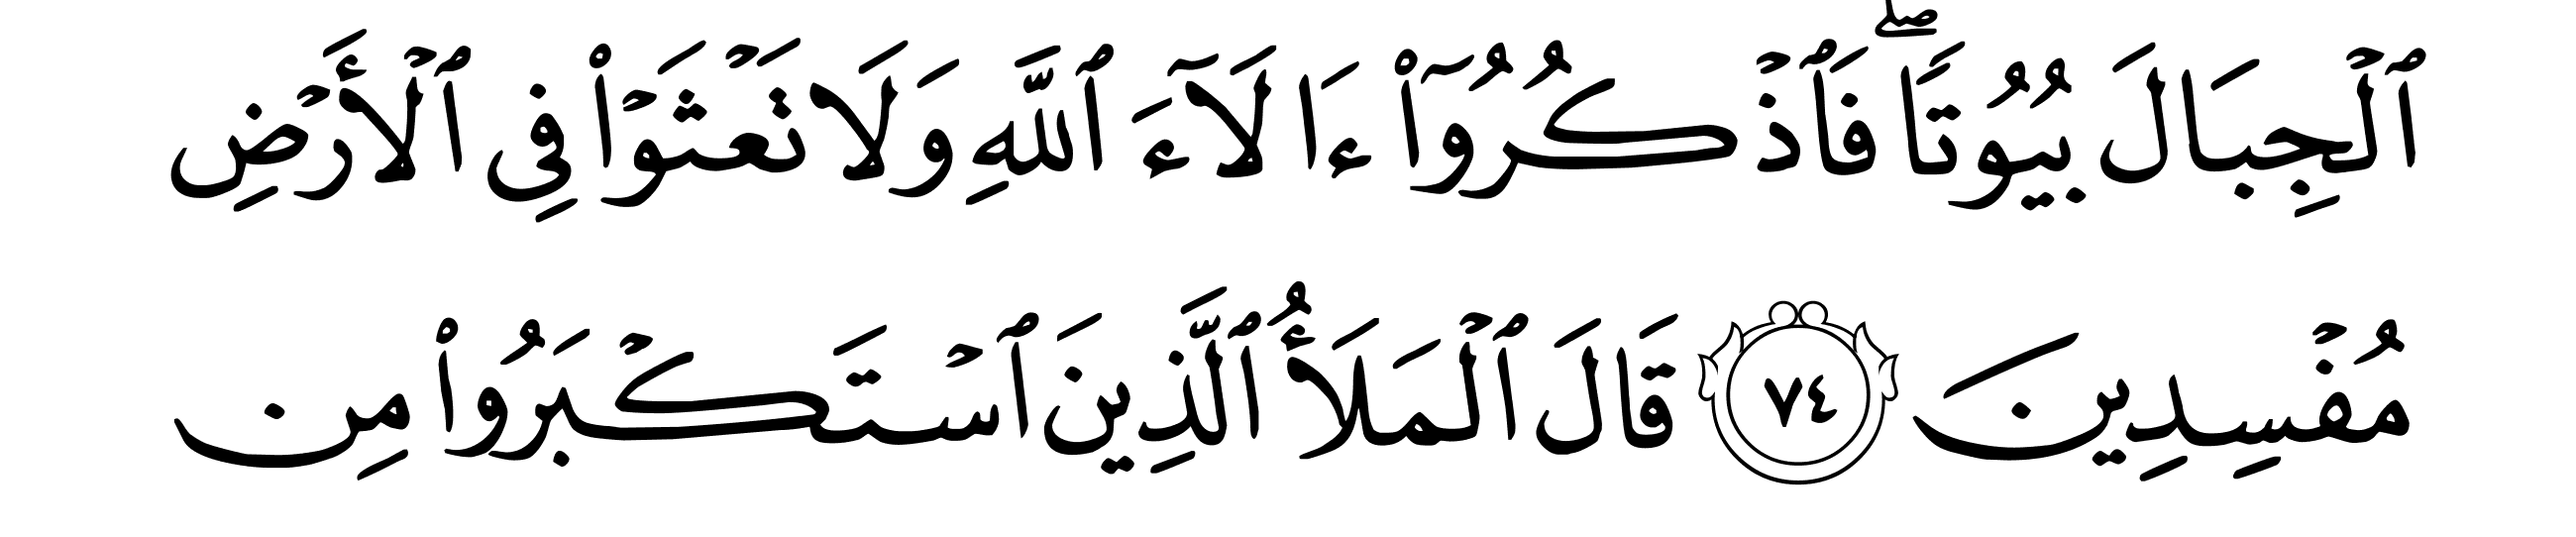 ٱلۡجِبَالَ بُيُوتٗاۖ فَٱذۡكُرُوٓاْ ءَالَآءَ ٱللَّهِ وَلَا تَعۡثَوۡاْ فِي ٱلۡأَرۡضِ
مُفۡسِدِينَ ٧٤ قَالَ ٱلۡمَلَأُ ٱلَّذِينَ ٱسۡتَكۡبَرُواْ مِن